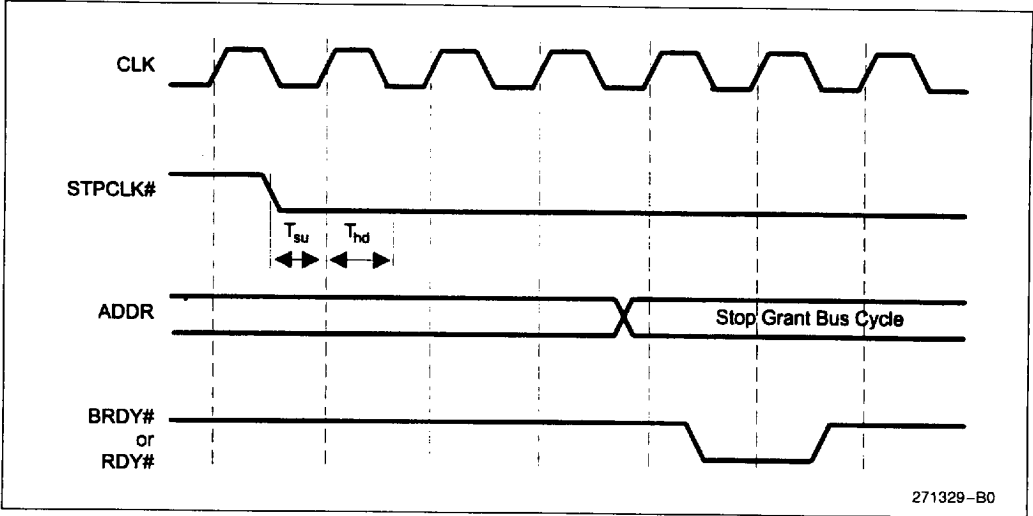 CLK
STPCLK#
Tsu Thd
ADDR
Stop Grant Bus Cycle
BRDY#
or
RDY#
271329–B0